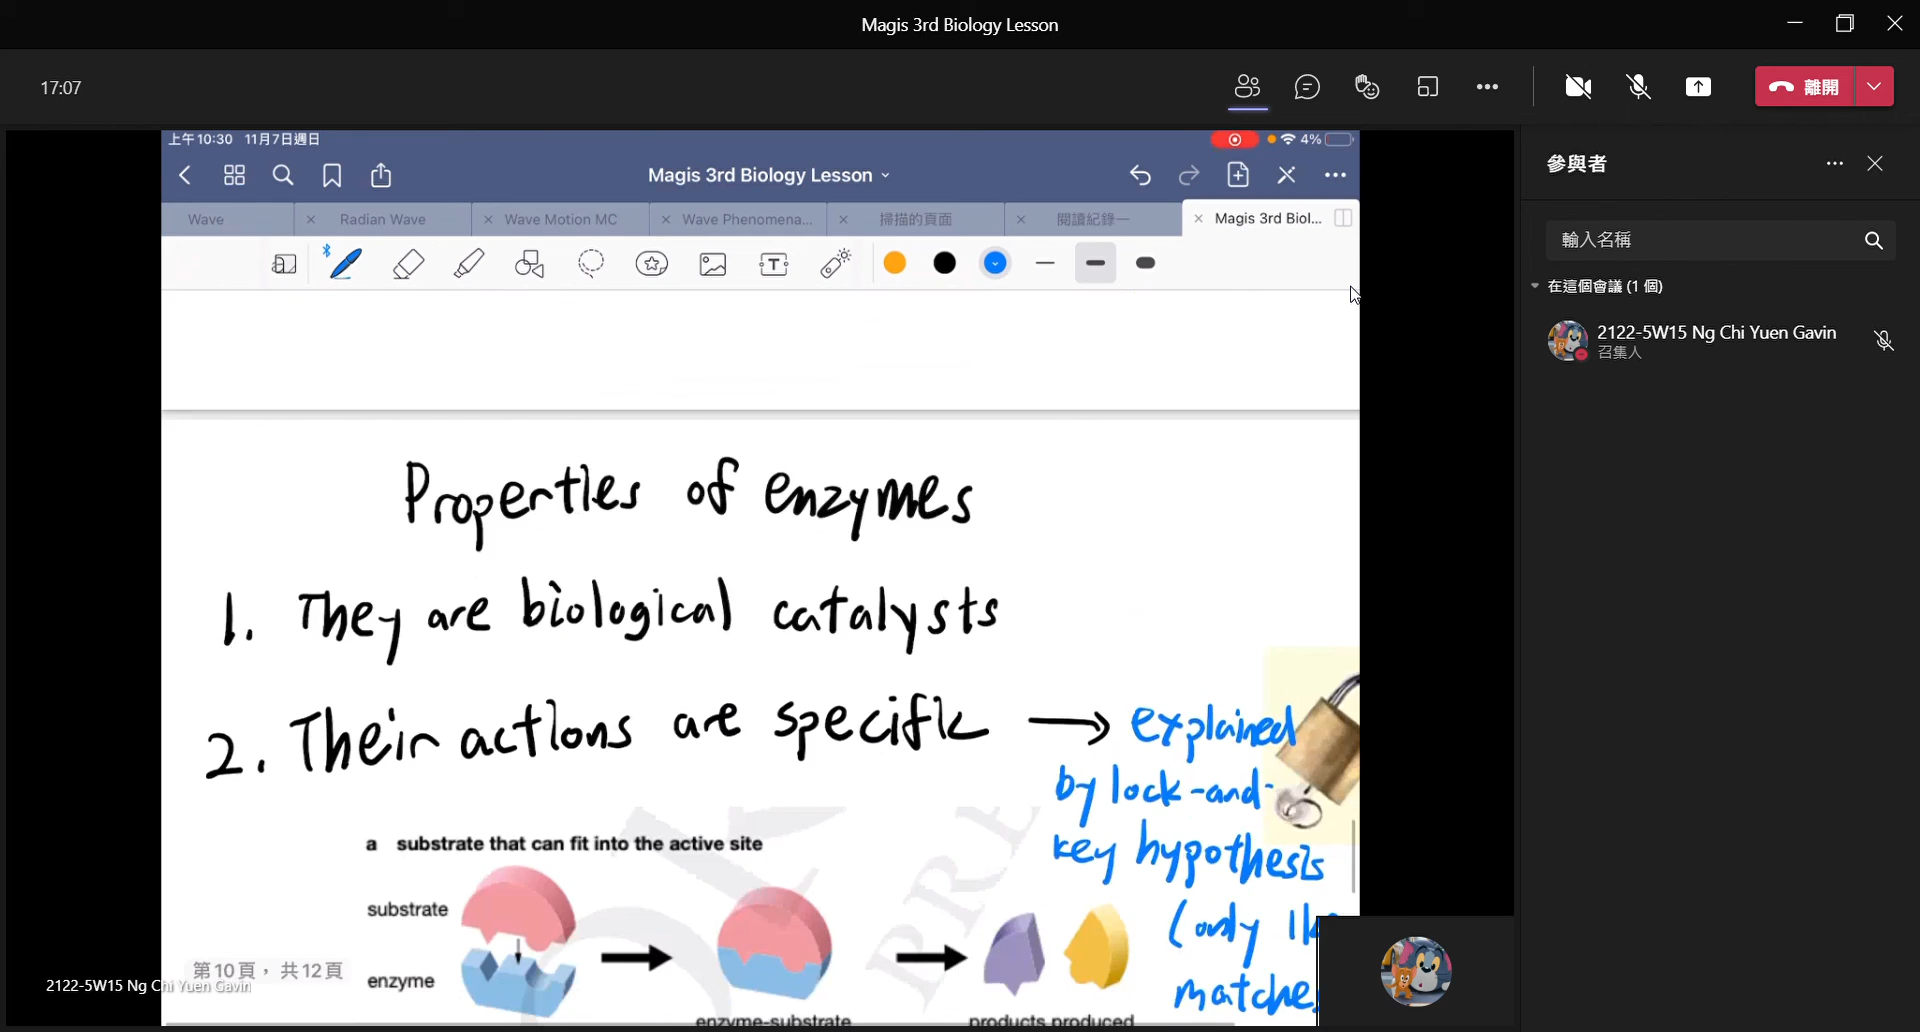 Magis 3rd Biology Lesson
17:07
離開
上午10:30 11月7日週日
4%
Magis 3rd Biology Lesson
Wave
Radian Wave
Wave Motion MC
Wave Phenomena...
掃描的頁面
閱讀紀錄一
Magis 3rd Biol...
Properties of enzymes
1. They are biological catalysts
2. Their actions are specific → explained
by lock-and-
key hypothesis
(only
matche
a substrate that can fit into the active site
substrate
enzyme
enzyme-substrate
products produced
第10頁，共12頁
2122-5W15 Ng Chi Yuen Gavin
參與者
輸入名稱
在這個會議 (1 個)
2122-5W15 Ng Chi Yuen Gavin
召集人